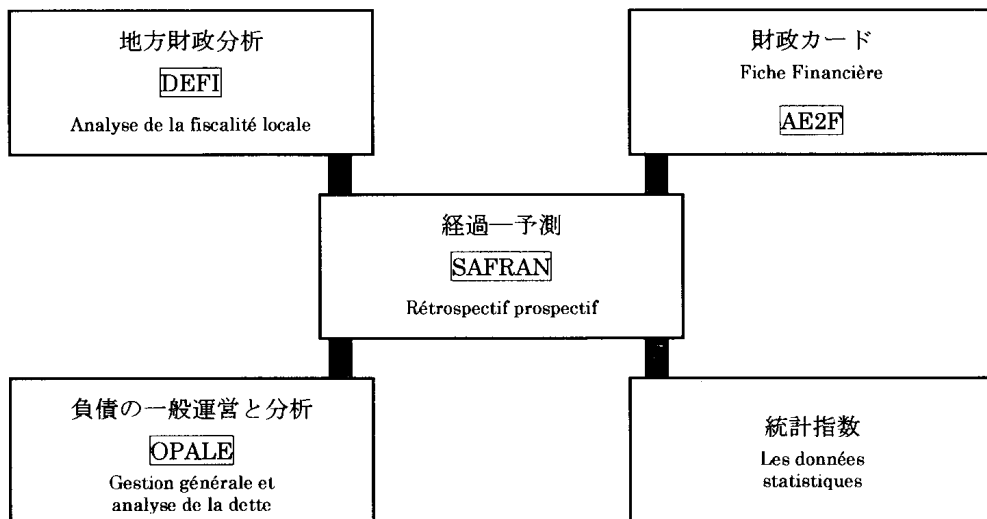 地方財政分析
DEFI
Analyse de la fiscalité locale
財政カード
Fiche Financière
AE2F
経過―予測
SAFRAN
Rétrospectif prospectif
負債の一般運営と分析
OPALE
Gestion générale et
analyse de la dette
統計指数
Les données
statistiques